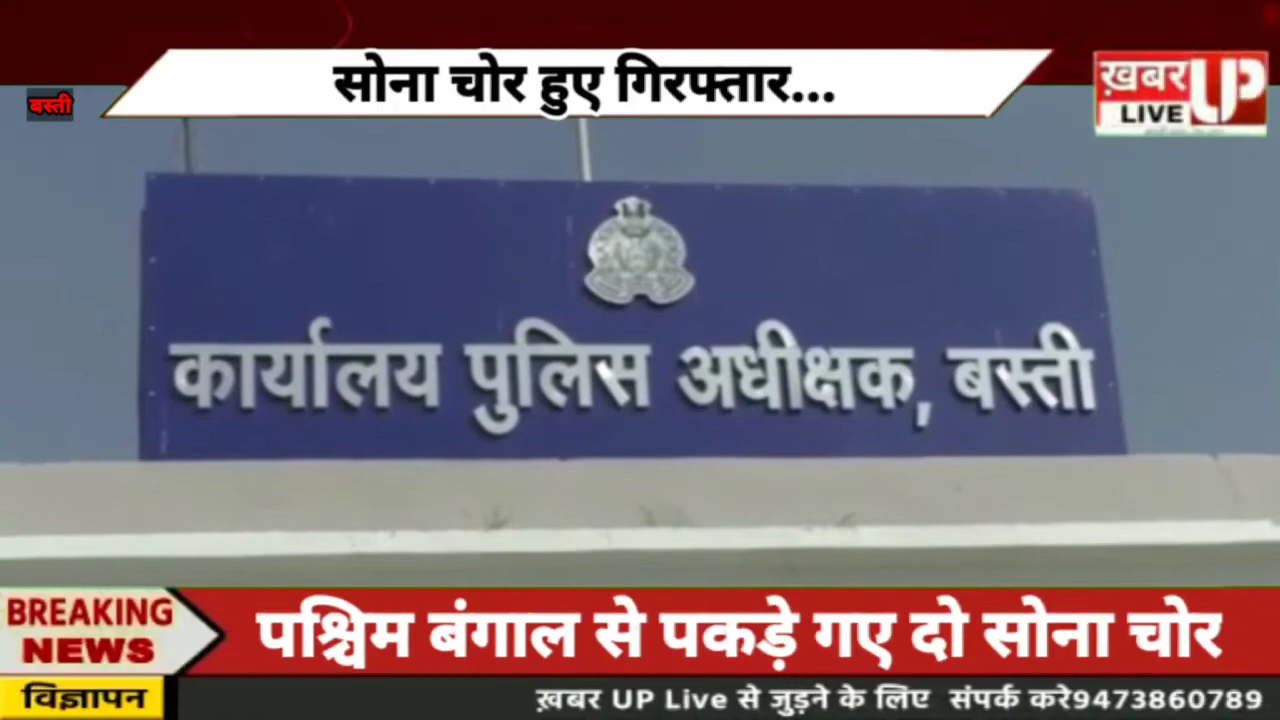 सोना चोर हुए गिरफ्तार...
बस्ती
ख़बर UP
LIVE
कार्यालय पुलिस अधीक्षक, बस्ती
BREAKING
NEWS
पश्चिम बंगाल से पकड़े गए दो सोना चोर
विज्ञापन
ख़बर UP Live से जुड़ने के लिए संपर्क करे9473860789